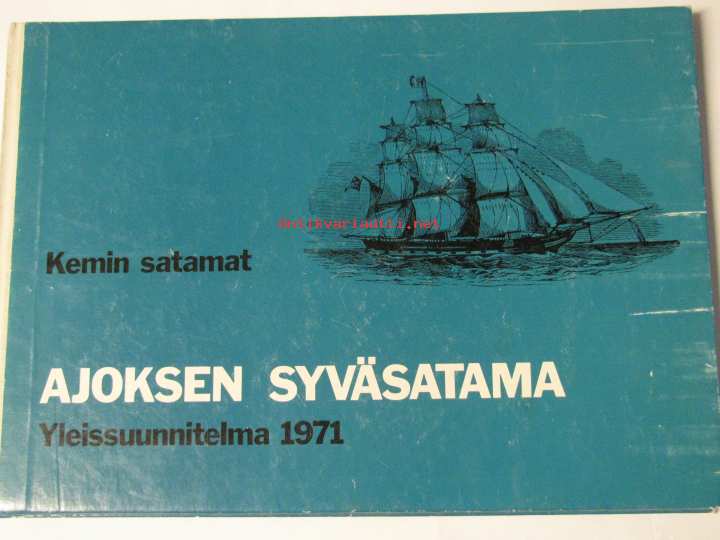 Antikvariaatti.net
Kemin satamat
AJOKSEN SYVÄSATAMA
Yleissuunnitelma 1971